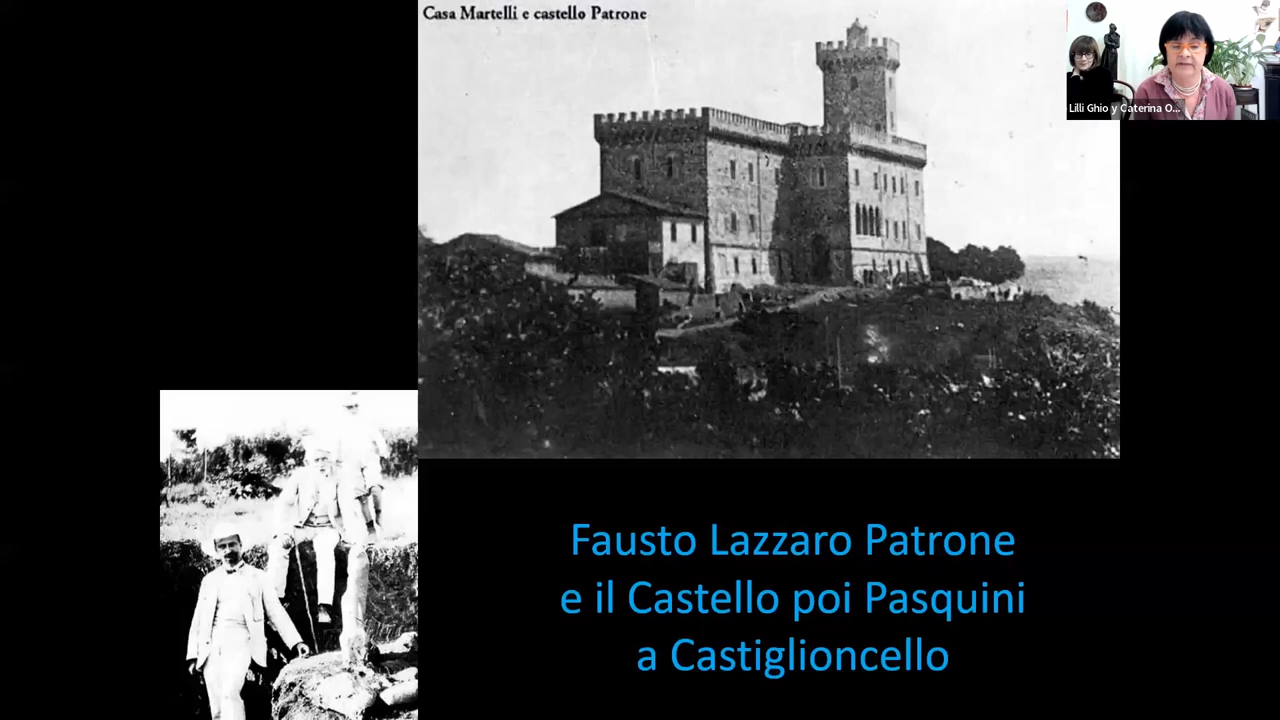 Casa Martelli e castello Patrone
Lilli Ghio y Caterina O...
Fausto Lazzaro Patrone
e il Castello poi Pasquini
a Castiglioncello